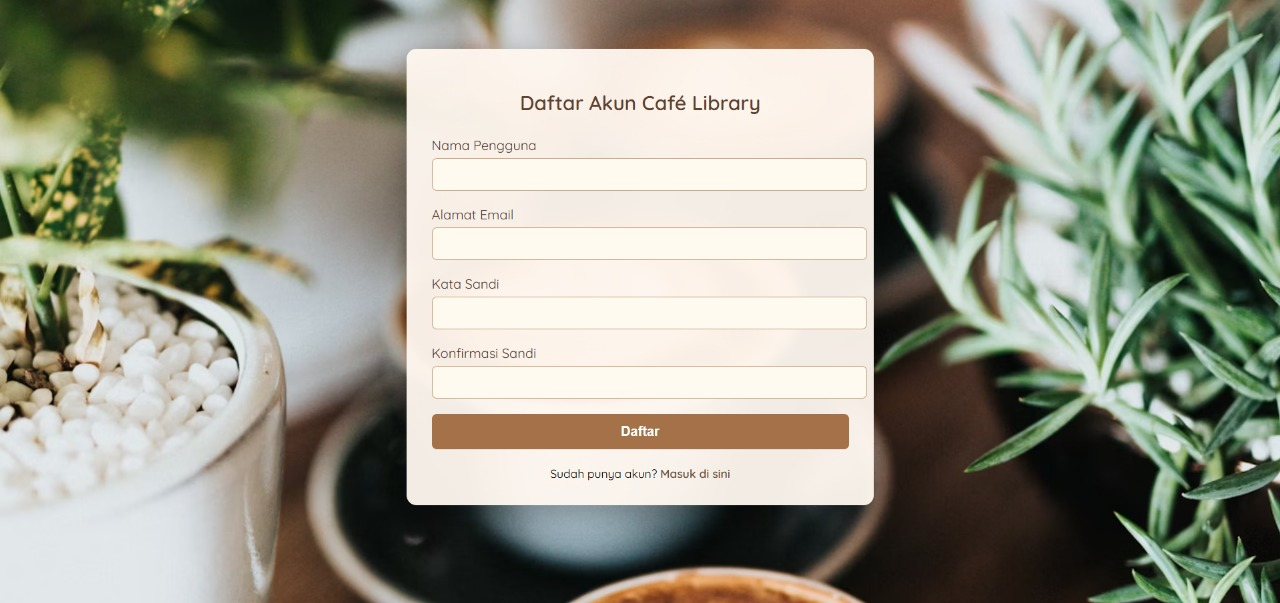 Daftar Akun Café Library
Nama Pengguna
Alamat Email
Kata Sandi
Konfirmasi Sandi
Daftar
Sudah punya akun? Masuk di sini